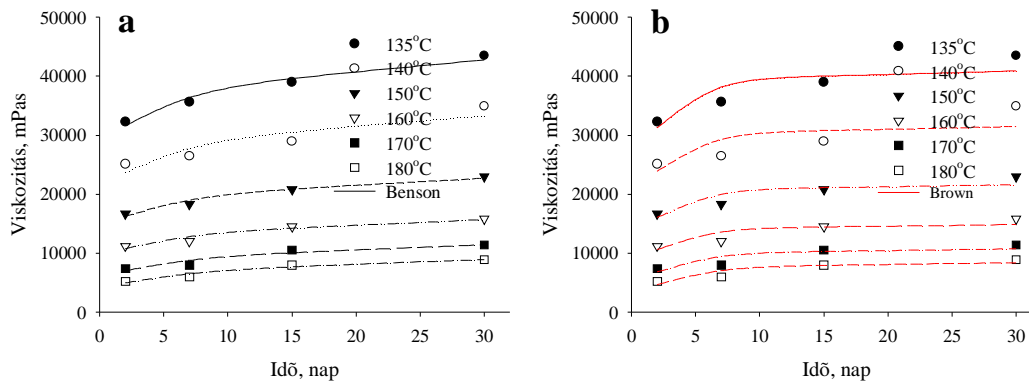 a
50000
40000
30000
20000
10000
0
Viskozitás, mPas
0 5 10 15 20 25 30
Idõ, nap
135°C
140°C
150°C
160°C
170°C
180°C
Benson
b
50000
40000
30000
20000
10000
0
Viskozitás, mPas
0 5 10 15 20 25 30
Idõ, nap
135°C
140°C
150°C
160°C
170°C
180°C
Brown